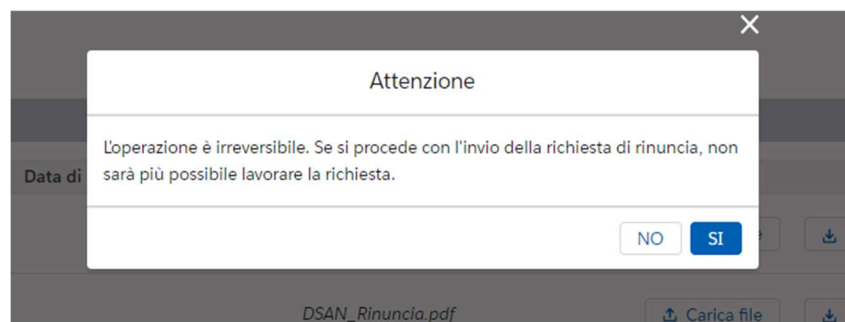 Attenzione
L'operazione è irreversibile. Se si procede con l'invio della richiesta di rinuncia, non
sarà più possibile lavorare la richiesta.
Data di
NO SI
DSAN_Rinuncia.pdf Carica file